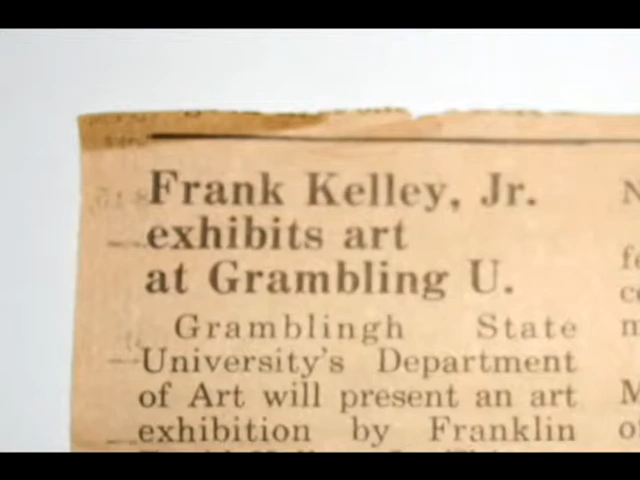 Frank Kelley, Jr.
exhibits art
at Grambling U.
Gramblingh State
University's Department
of Art will present an art
exhibition by Franklin